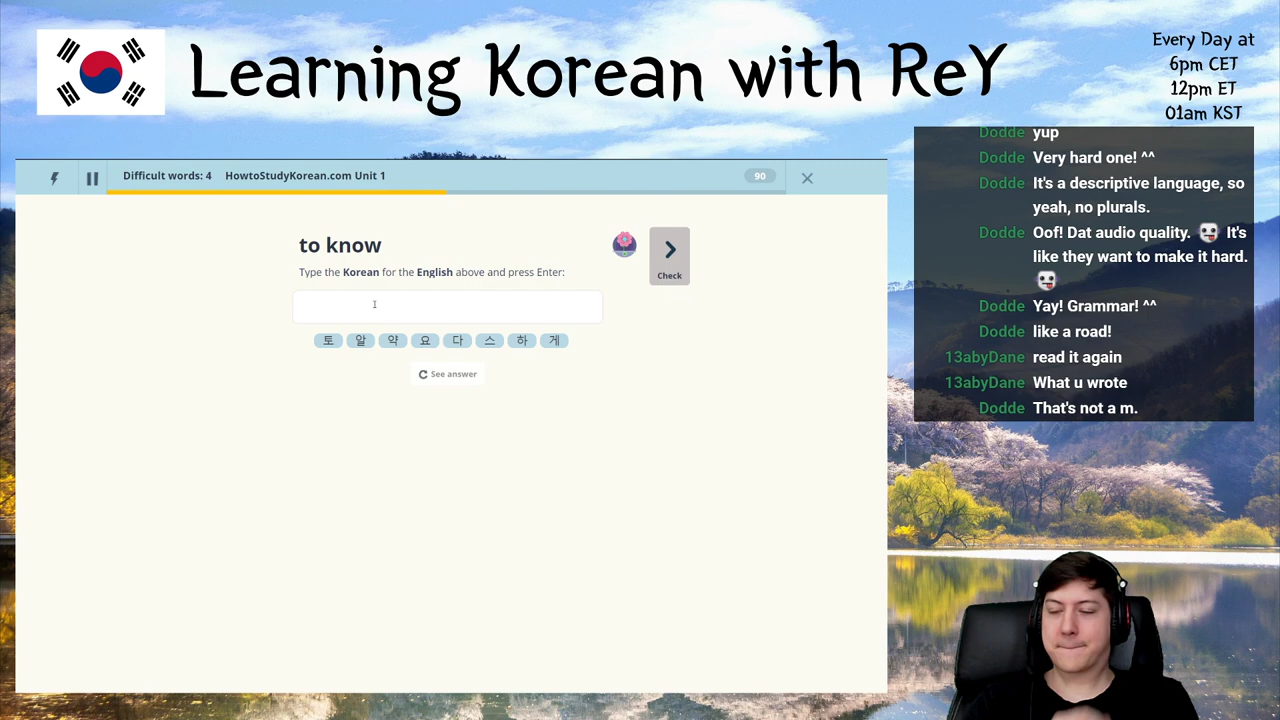 Learning Korean with ReY
Every Day at
6pm CET
12pm ET
01am KST
Difficult words: 4 HowtoStudyKorean.com Unit 1
90
to know
Type the Korean for the English above and press Enter:
Check
토 알 약 요 다 스 하 게
See answer
Dodde yup
Dodde Very hard one! ^^
Dodde It's a descriptive language, so
yeah, no plurals.
Dodde Oof! Dat audio quality. It's
like they want to make it hard.
Dodde Yay! Grammar! ^^
Dodde like a road!
13abyDane read it again
13abyDane What u wrote
Dodde That's not a m.